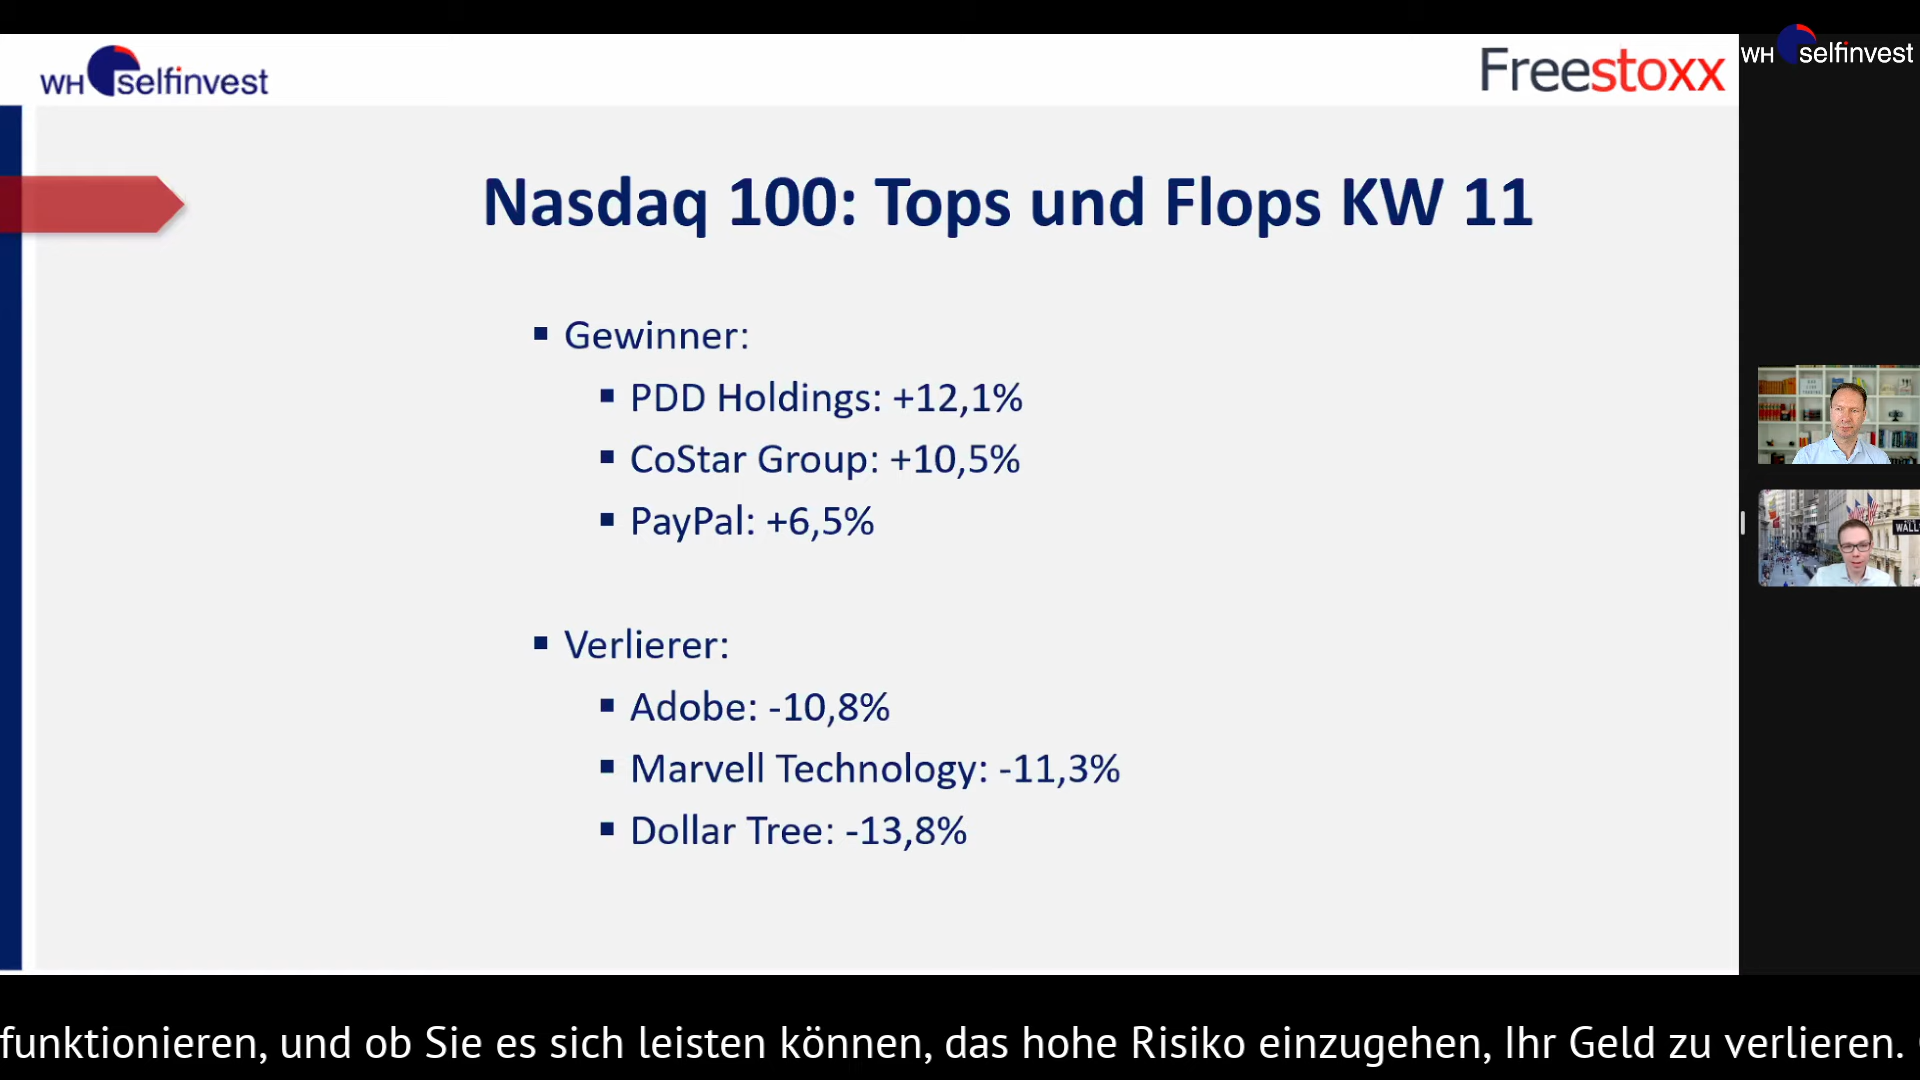 WH selfinvest
Freestoxx
WH selfinvest
Nasdaq 100: Tops und Flops KW 11
Gewinner:
PDD Holdings: +12,1%
CoStar Group: +10,5%
PayPal: +6,5%
Verlierer:
Adobe: -10,8%
Marvell Technology: -11,3%
Dollar Tree: -13,8%
WALL
funktionieren, und ob Sie es sich leisten können, das hohe Risiko einzugehen, Ihr Geld zu verlieren.